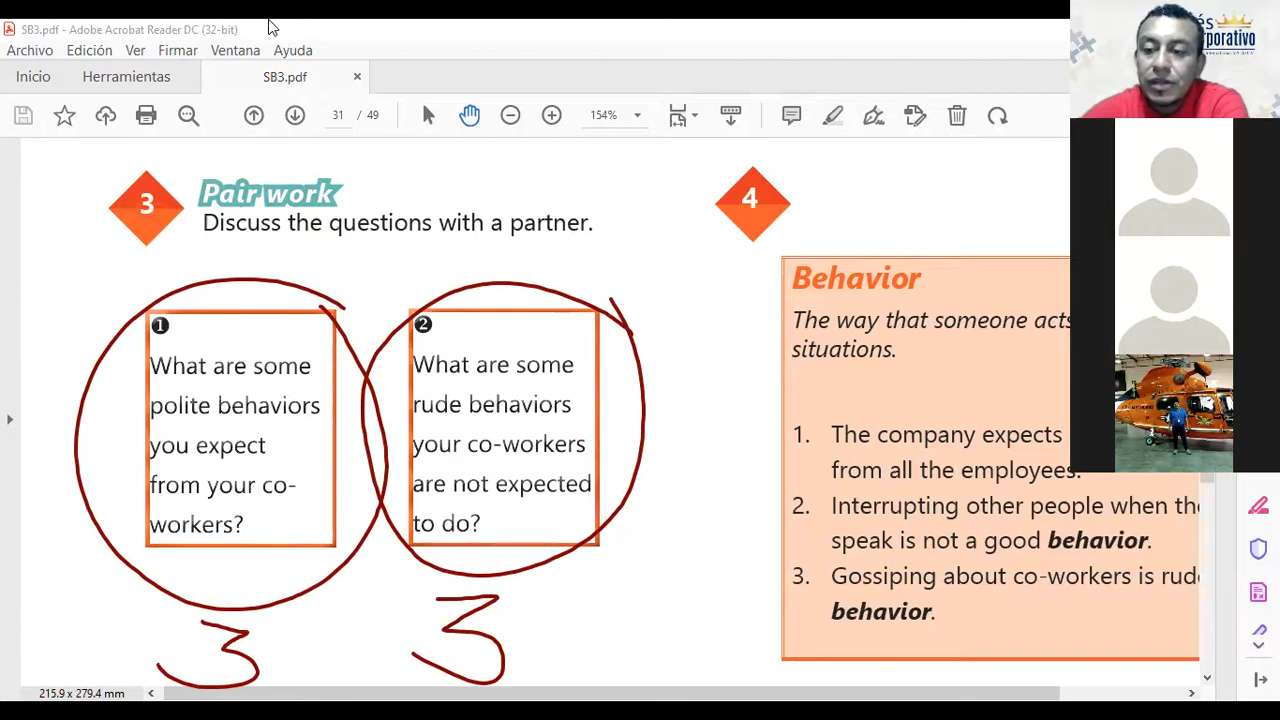 SB3.pdf - Adobe Acrobat Reader DC (32-bit)
Archivo Edición Ver Firmar Ventana Ayuda
Inicio Herramientas SB3.pdf ×
31 / 49 154%
3 Pair work
Discuss the questions with a partner.
1
What are some
polite behaviors
you expect
from your co-
workers?
3
2
What are some
rude behaviors
your co-workers
are not expected
to do?
3
4
Behavior
The way that someone acts
situations.
1. The company expects
from all the employees.
2. Interrupting other people when
speak is not a good behavior.
3. Gossiping about co-workers is
behavior.
215.9 x 279.4 mm